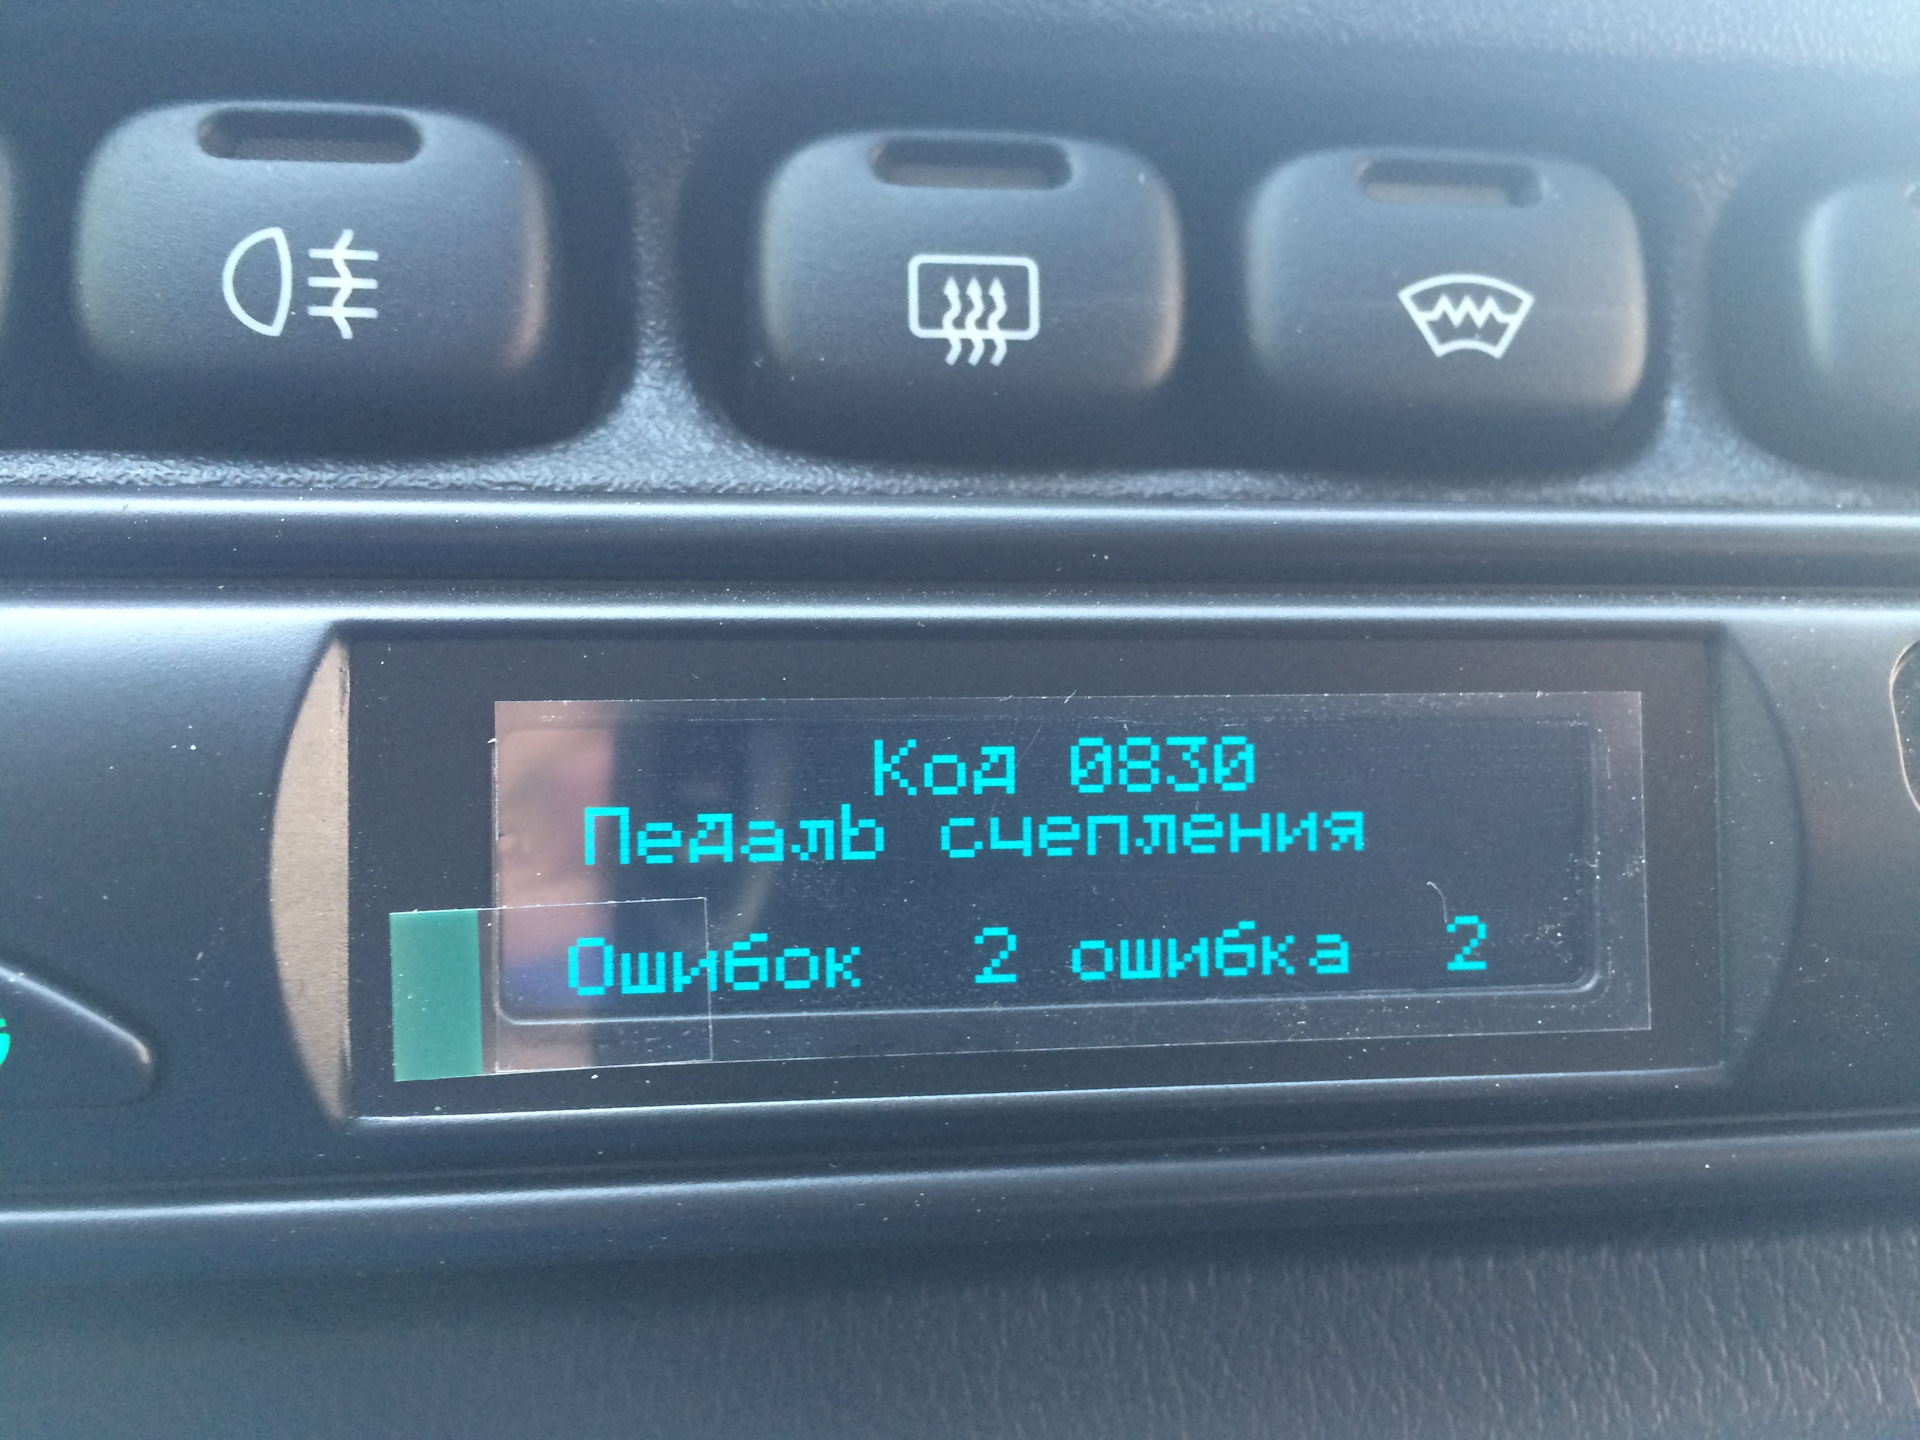 Код 0830
Педаль сцепления
Ошибок 2 ошибка 2